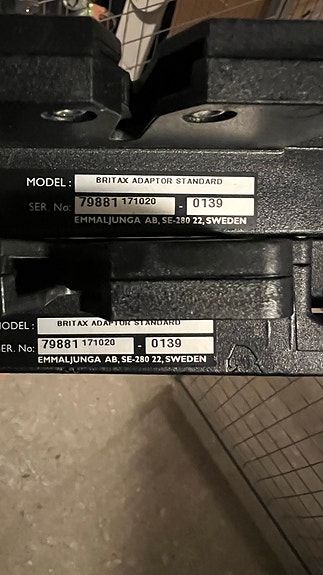 MODEL: BRITAX ADAPTOR STANDARD
SER. No: 79881 171020 - 0139
EMMALJUNGA AB, SE-280 22, SWEDEN
MODEL: BRITAX ADAPTOR STANDARD
SER. No: 79881 171020 - 0139
EMMALJUNGA AB, SE-280 22, SWEDEN